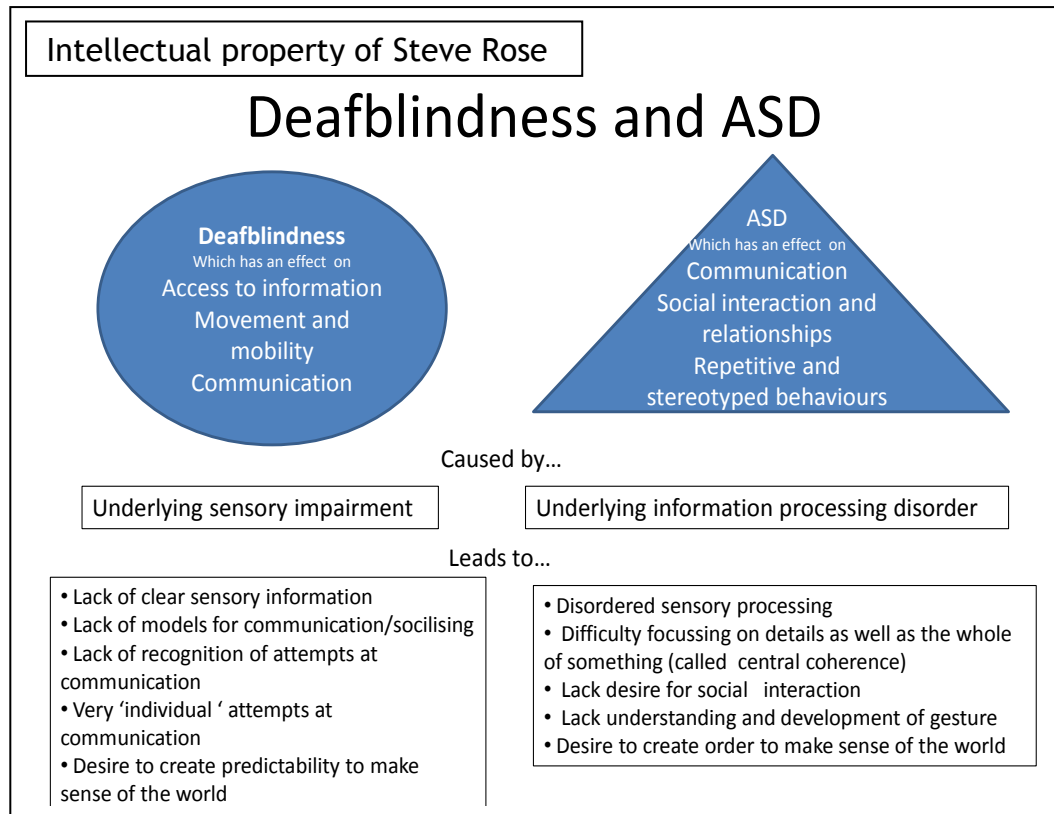 Intellectual property of Steve Rose
Deafblindness and ASD
Deafblindness
Which has an effect on
Access to information
Movement and
mobility
Communication
ASD
Which has an effect on
Communication
Social interaction and
relationships
Repetitive and
stereotyped behaviours
Caused by…
Underlying sensory impairment
Underlying information processing disorder
Leads to…
• Lack of clear sensory information
• Lack of models for communication/socilising
• Lack of recognition of attempts at
communication
• Very ‘individual ‘ attempts at
communication
• Desire to create predictability to make
sense of the world
• Disordered sensory processing
• Difficulty focussing on details as well as the whole
of something (called central coherence)
• Lack desire for social interaction
• Lack understanding and development of gesture
• Desire to create order to make sense of the world